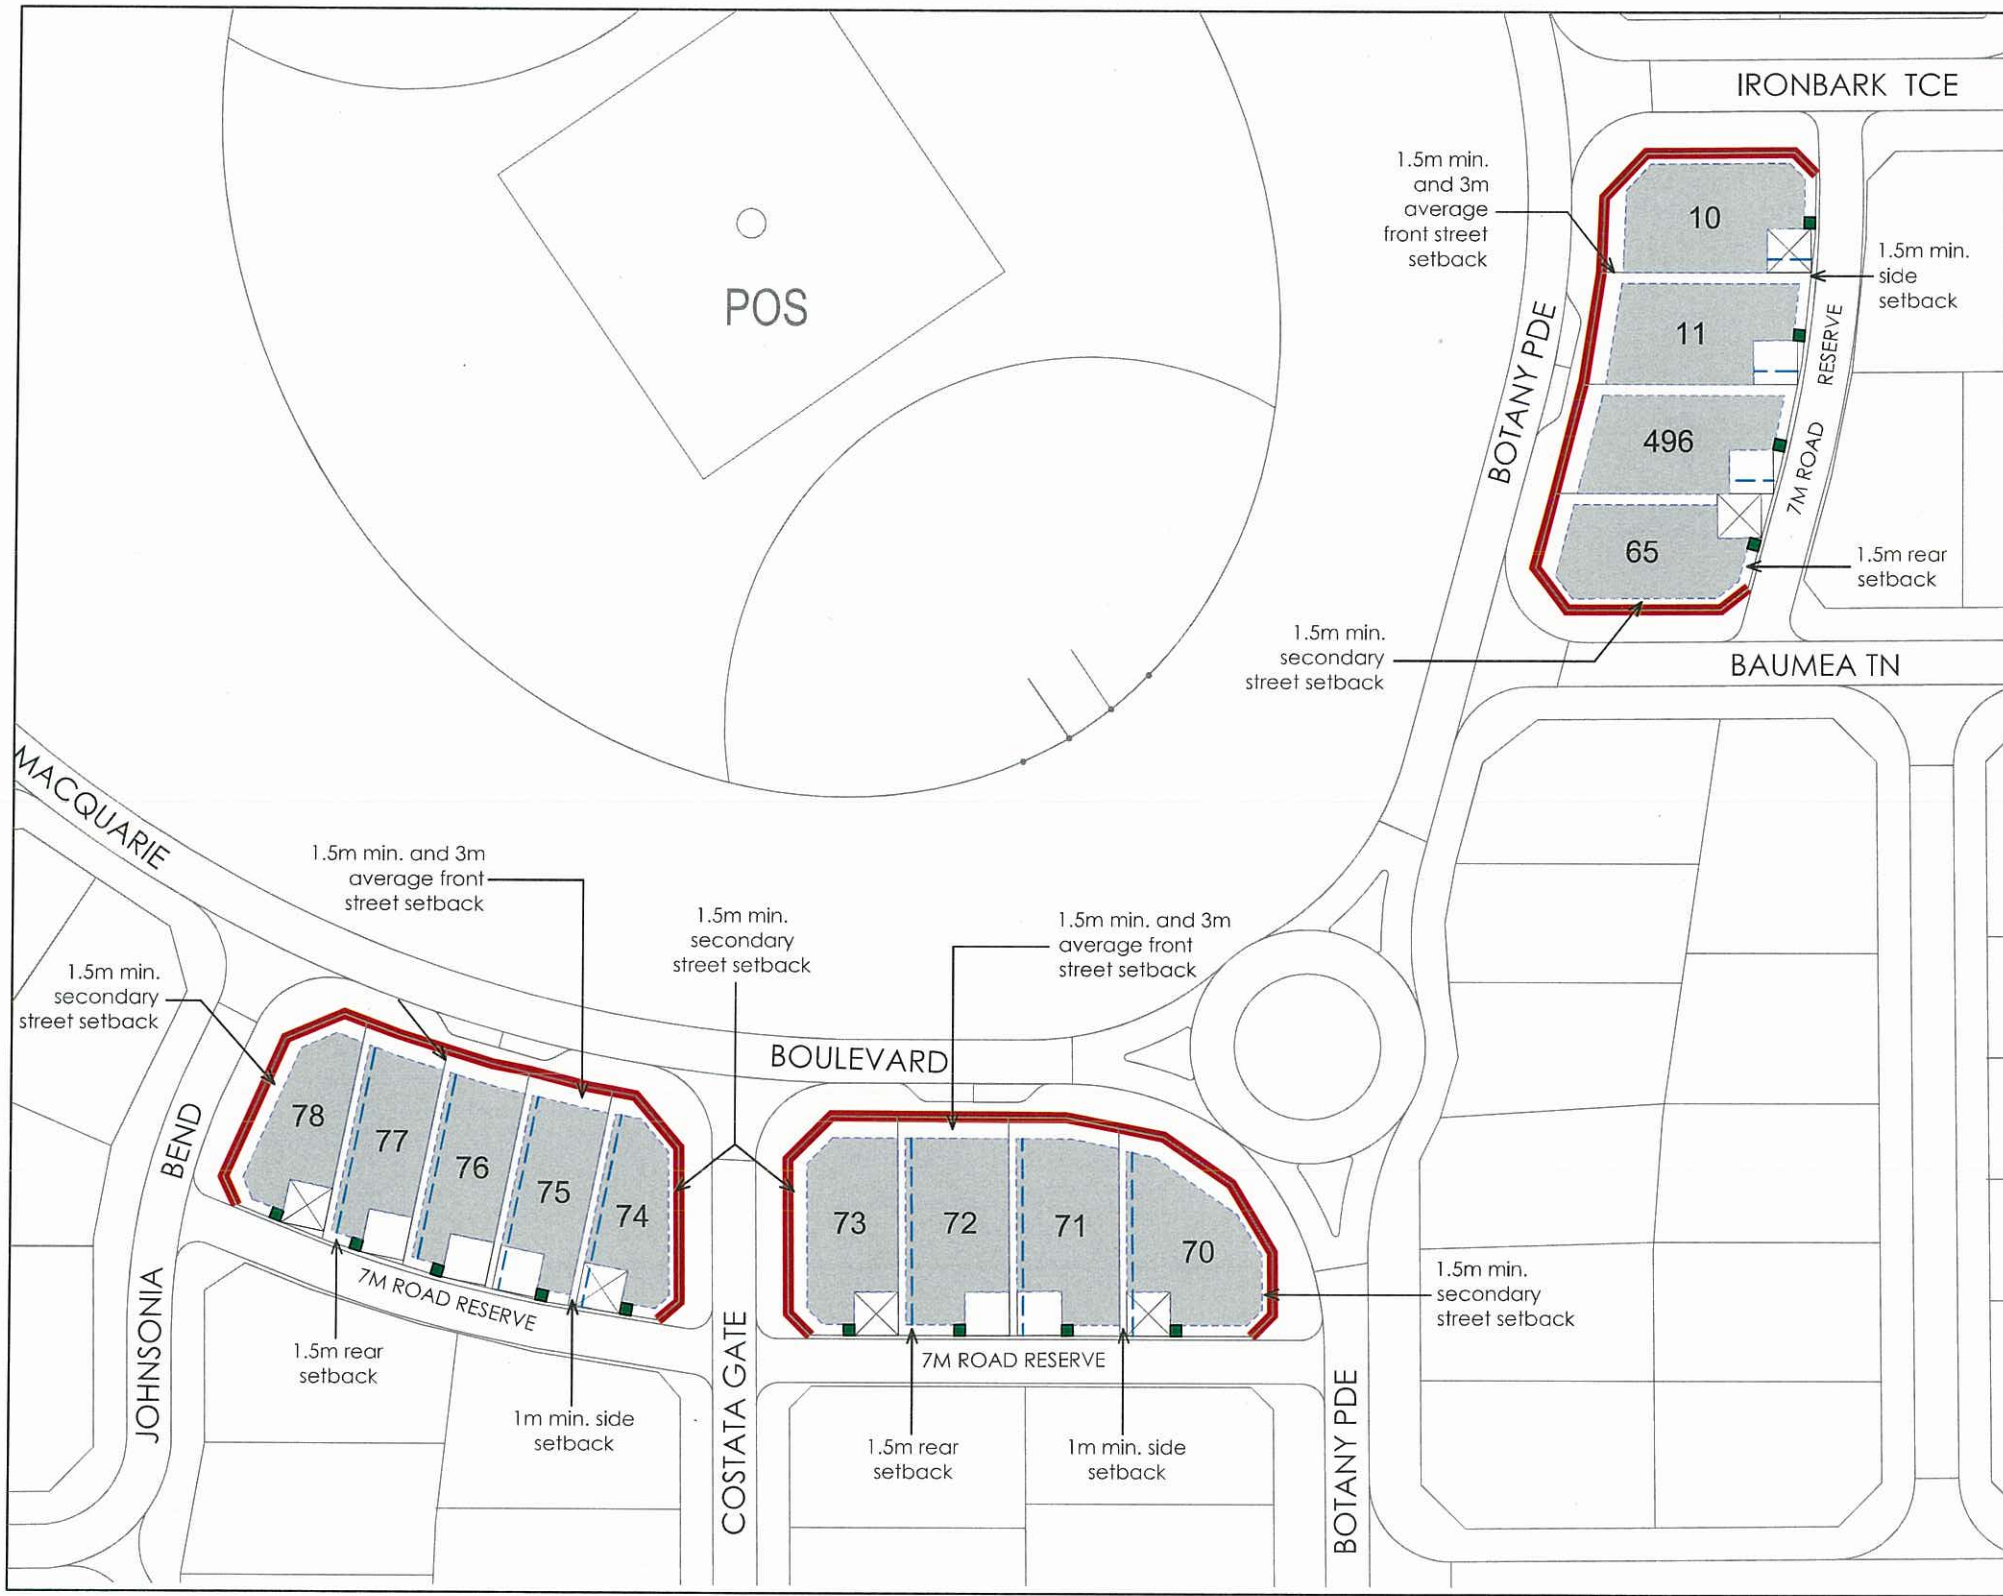 IRONBARK TCE
1.5m min.
and 3m
average
front street
setback
10
1.5m min.
side
setback
POS
BOTANY PDE
11
7M ROAD RESERVE
496
65
1.5m rear
setback
1.5m min.
secondary
street setback
BAUMEA TN
MACQUARIE
1.5m min. and 3m
average front
street setback
1.5m min.
secondary
street setback
1.5m min. and 3m
average front
street setback
1.5m min.
secondary
street setback
BOULEVARD
78
77
76
75
74
73
72
71
70
JOHNSONIA BEND
7M ROAD RESERVE
1.5m min.
secondary
street setback
1.5m rear
setback
7M ROAD RESERVE
1m min. side
setback
COSTATA GATE
1.5m rear
setback
1m min. side
setback
BOTANY PDE